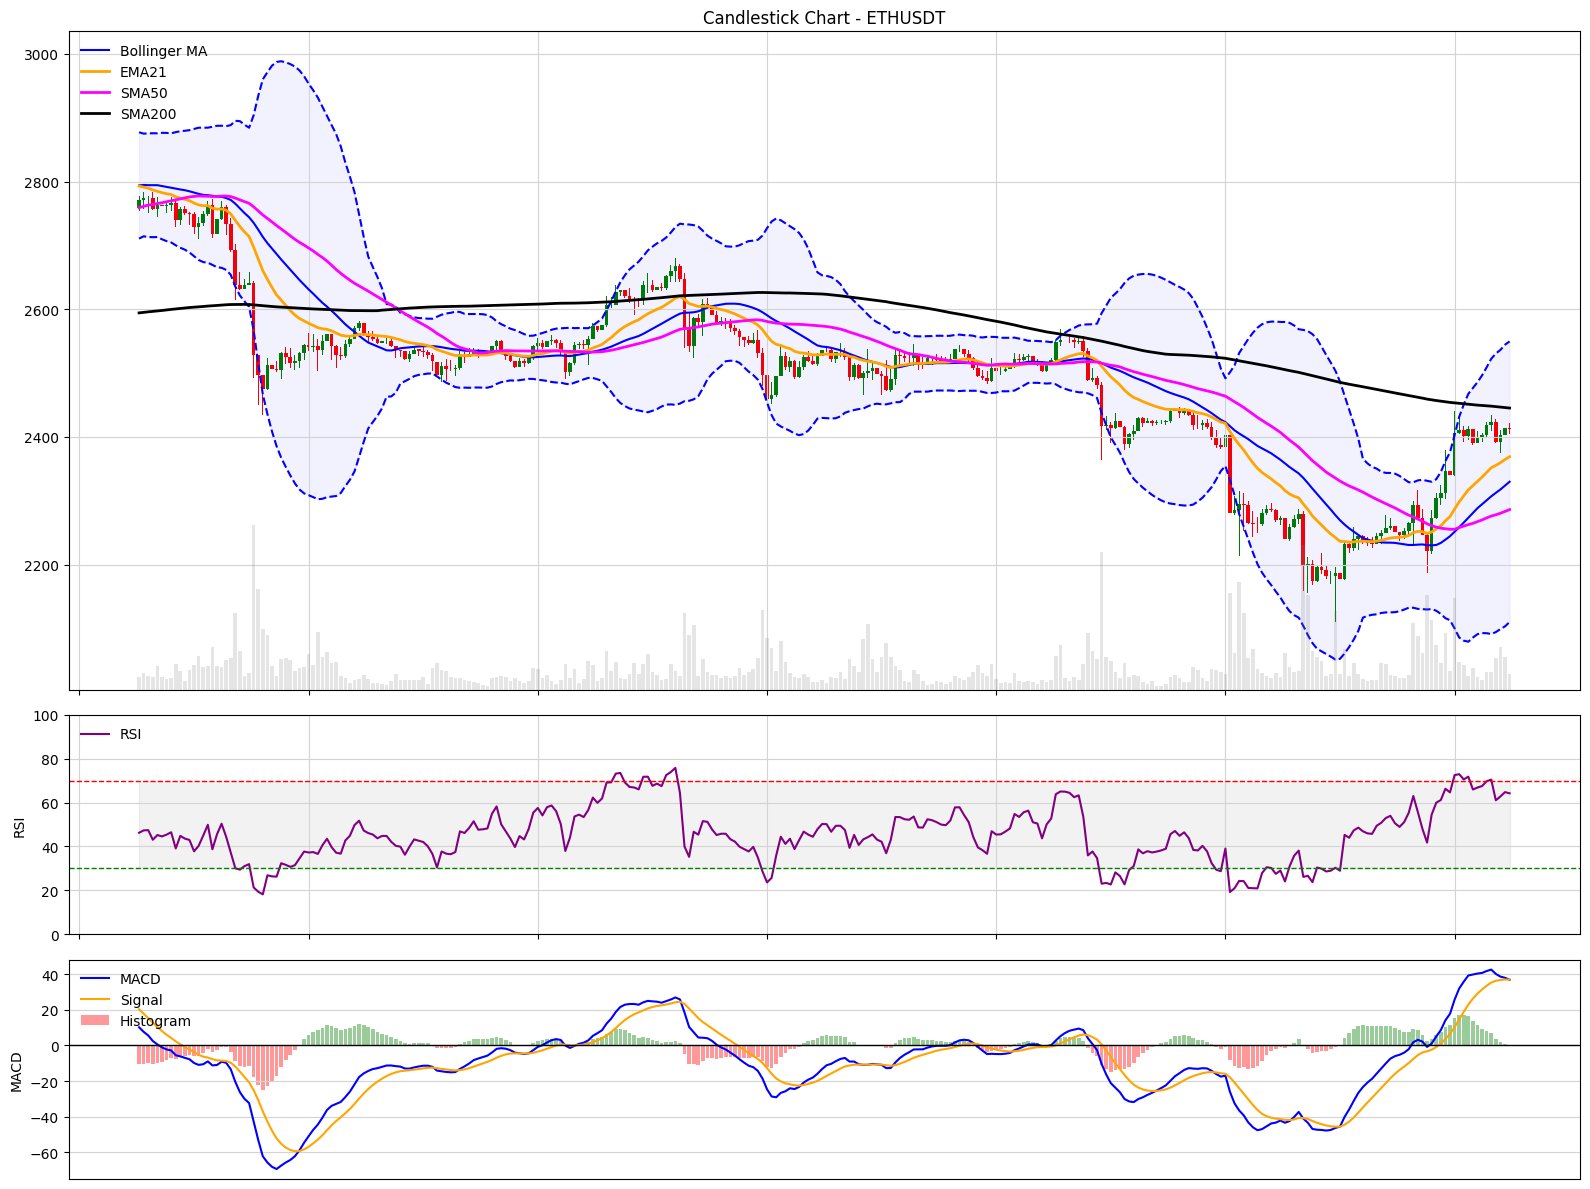 Candlestick Chart - ETHUSDT
Bollinger MA
EMA21
SMA50
SMA200
3000
2800
2600
2400
2200
RSI
100
80
60
40
20
0
RSI
MACD
Signal
Histogram
40
20
0
−20
−40
−60
MACD